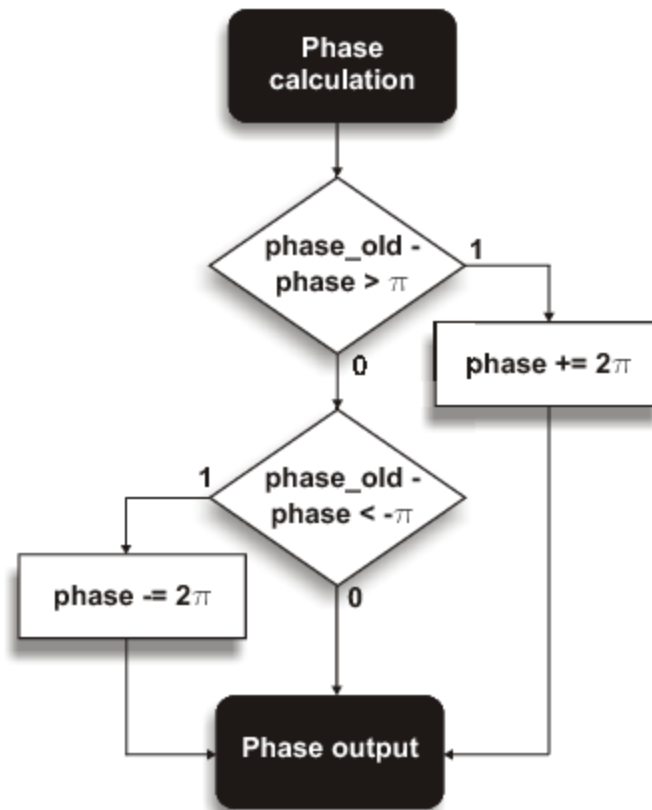 Phase
calculation
phase_old -
phase > π
1
phase += 2π
0
phase_old -
phase < -π
1
phase -= 2π
0
Phase output